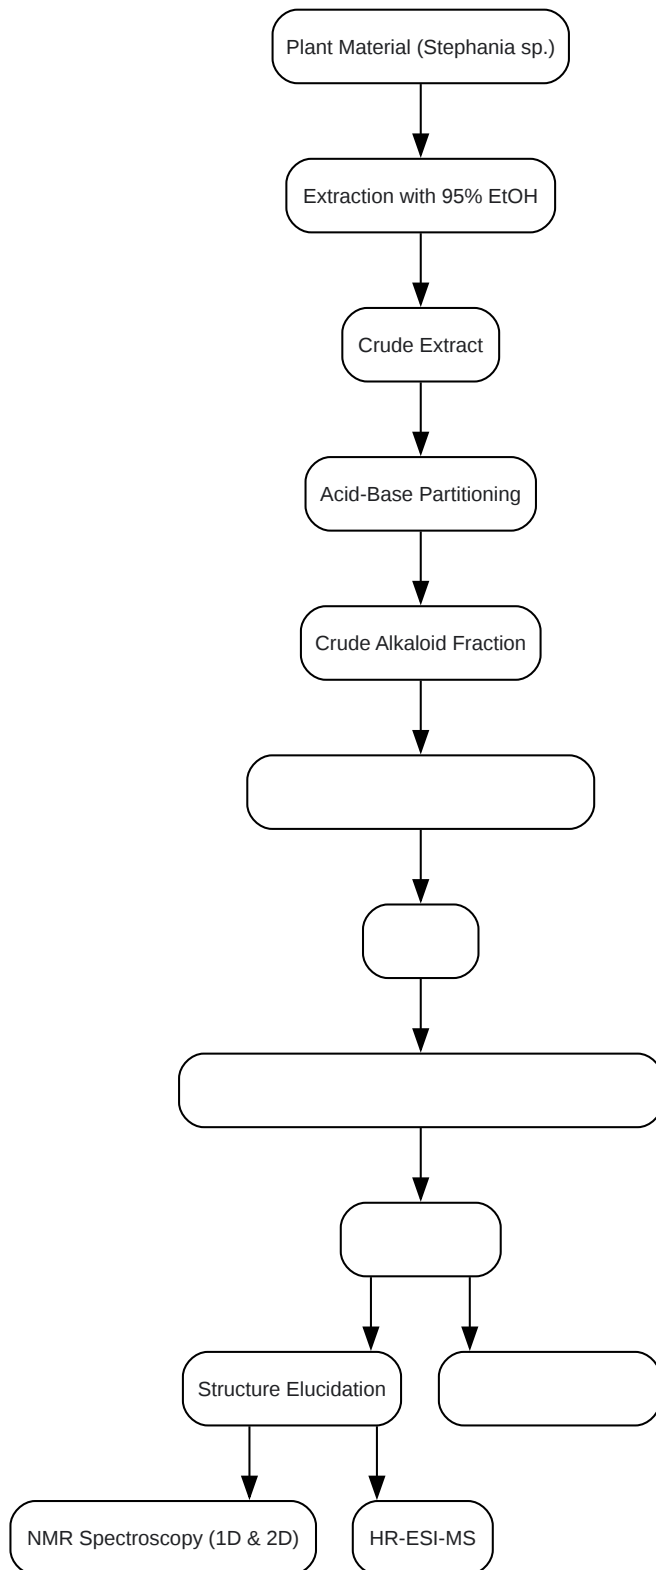 Plant Material (Stephania sp.)
Extraction with 95% EtOH
Crude Extract
Acid-Base Partitioning
Crude Alkaloid Fraction
Structure Elucidation
NMR Spectroscopy (1D & 2D)
HR-ESI-MS